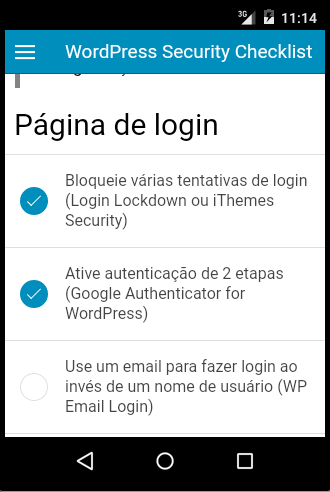 3G
11:14
WordPress Security Checklist
Página de login
Bloqueie várias tentativas de login
(Login Lockdown ou iThemes
Security)
Ative autenticação de 2 etapas
(Google Authenticator for
WordPress)
Use um email para fazer login ao
invés de um nome de usuário (WP
Email Login)